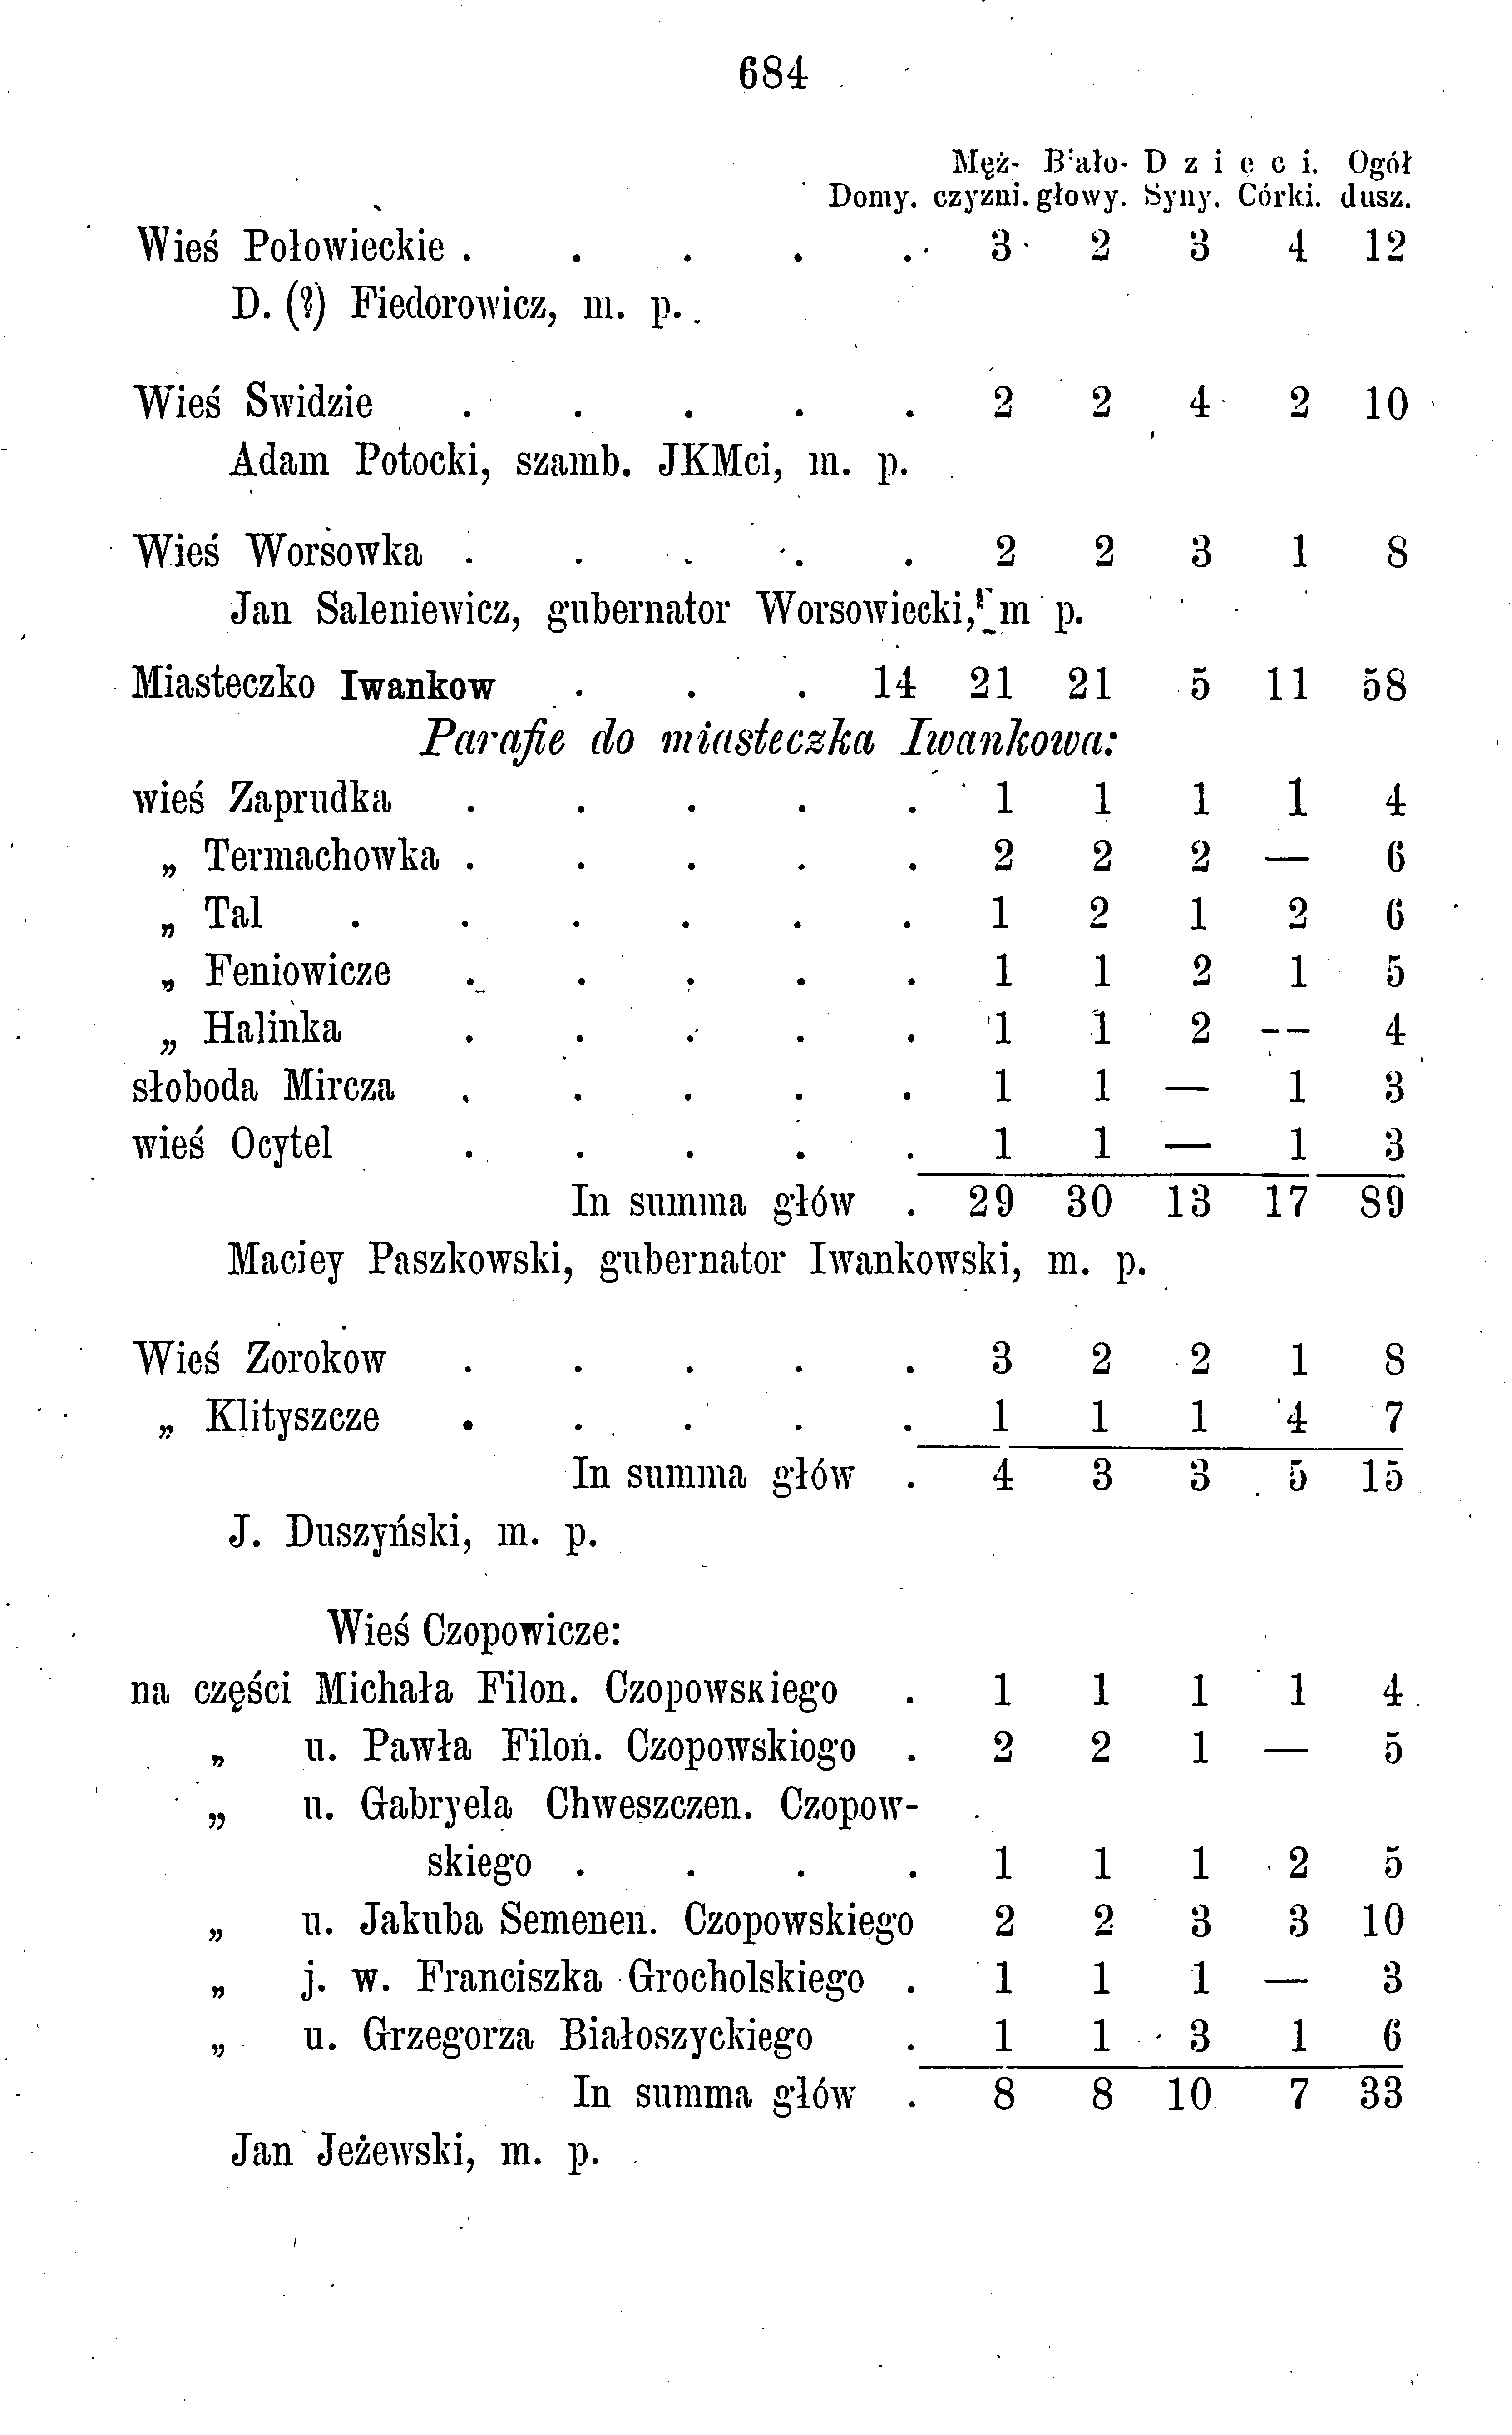 684
Męż- Biało- D z i e c i. Ogół
Domy. czyzni. głowy. Syny. Córki. dusz.
Wieś Połowieckie . . . . . 3 2 3 4 12
D. (?) Fiedorowicz, m. p.
Wieś Swidzie . . . . . 2 2 4 2 10
Adam Potocki, szamb. JKMci, m. p.
Wieś Worsowka . . . . . 2 2 3 1 8
Jan Saleniewicz, gubernator Worsowiecki, m p.
Miasteczko Iwankow . . . 14 21 21 5 11 58
Parafie do miasteczka Iwankowa:
wieś Zaprudka . . . . . 1 1 1 1 4
„ Termachowka . . . . . 2 2 2 — 6
„ Tal . . . . . . 1 2 1 2 6
„ Feniowicze . . . . . 1 1 2 1 5
„ Halinka . . . . . 1 1 2 — 4
słoboda Mircza . . . . . 1 1 — 1 3
wieś Ocytel . . . . . 1 1 — 1 3
In summa głów . 29 30 13 17 89
Maciey Paszkowski, gubernator Iwankowski, m. p.
Wieś Zorokow . . . . . 3 2 2 1 8
„ Klityszcze . . . . . 1 1 1 4 7
In summa głów . 4 3 3 5 15
J. Duszyński, m. p.
Wieś Czopowicze:
na części Michała Filon. Czopowskiego . 1 1 1 1 4
„ u. Pawła Filon. Czopowskiogo . 2 2 1 — 5
„ u. Gabryela Chweszczen. Czopow-
skiego . . . . 1 1 1 2 5
„ u. Jakuba Semenen. Czopowskiego 2 2 3 3 10
„ j. w. Franciszka Grocholskiego . 1 1 1 — 3
„ u. Grzegorza Białoszyckiego . 1 1 3 1 6
In summa głów . 8 8 10 7 33
Jan Jeżewski, m. p.